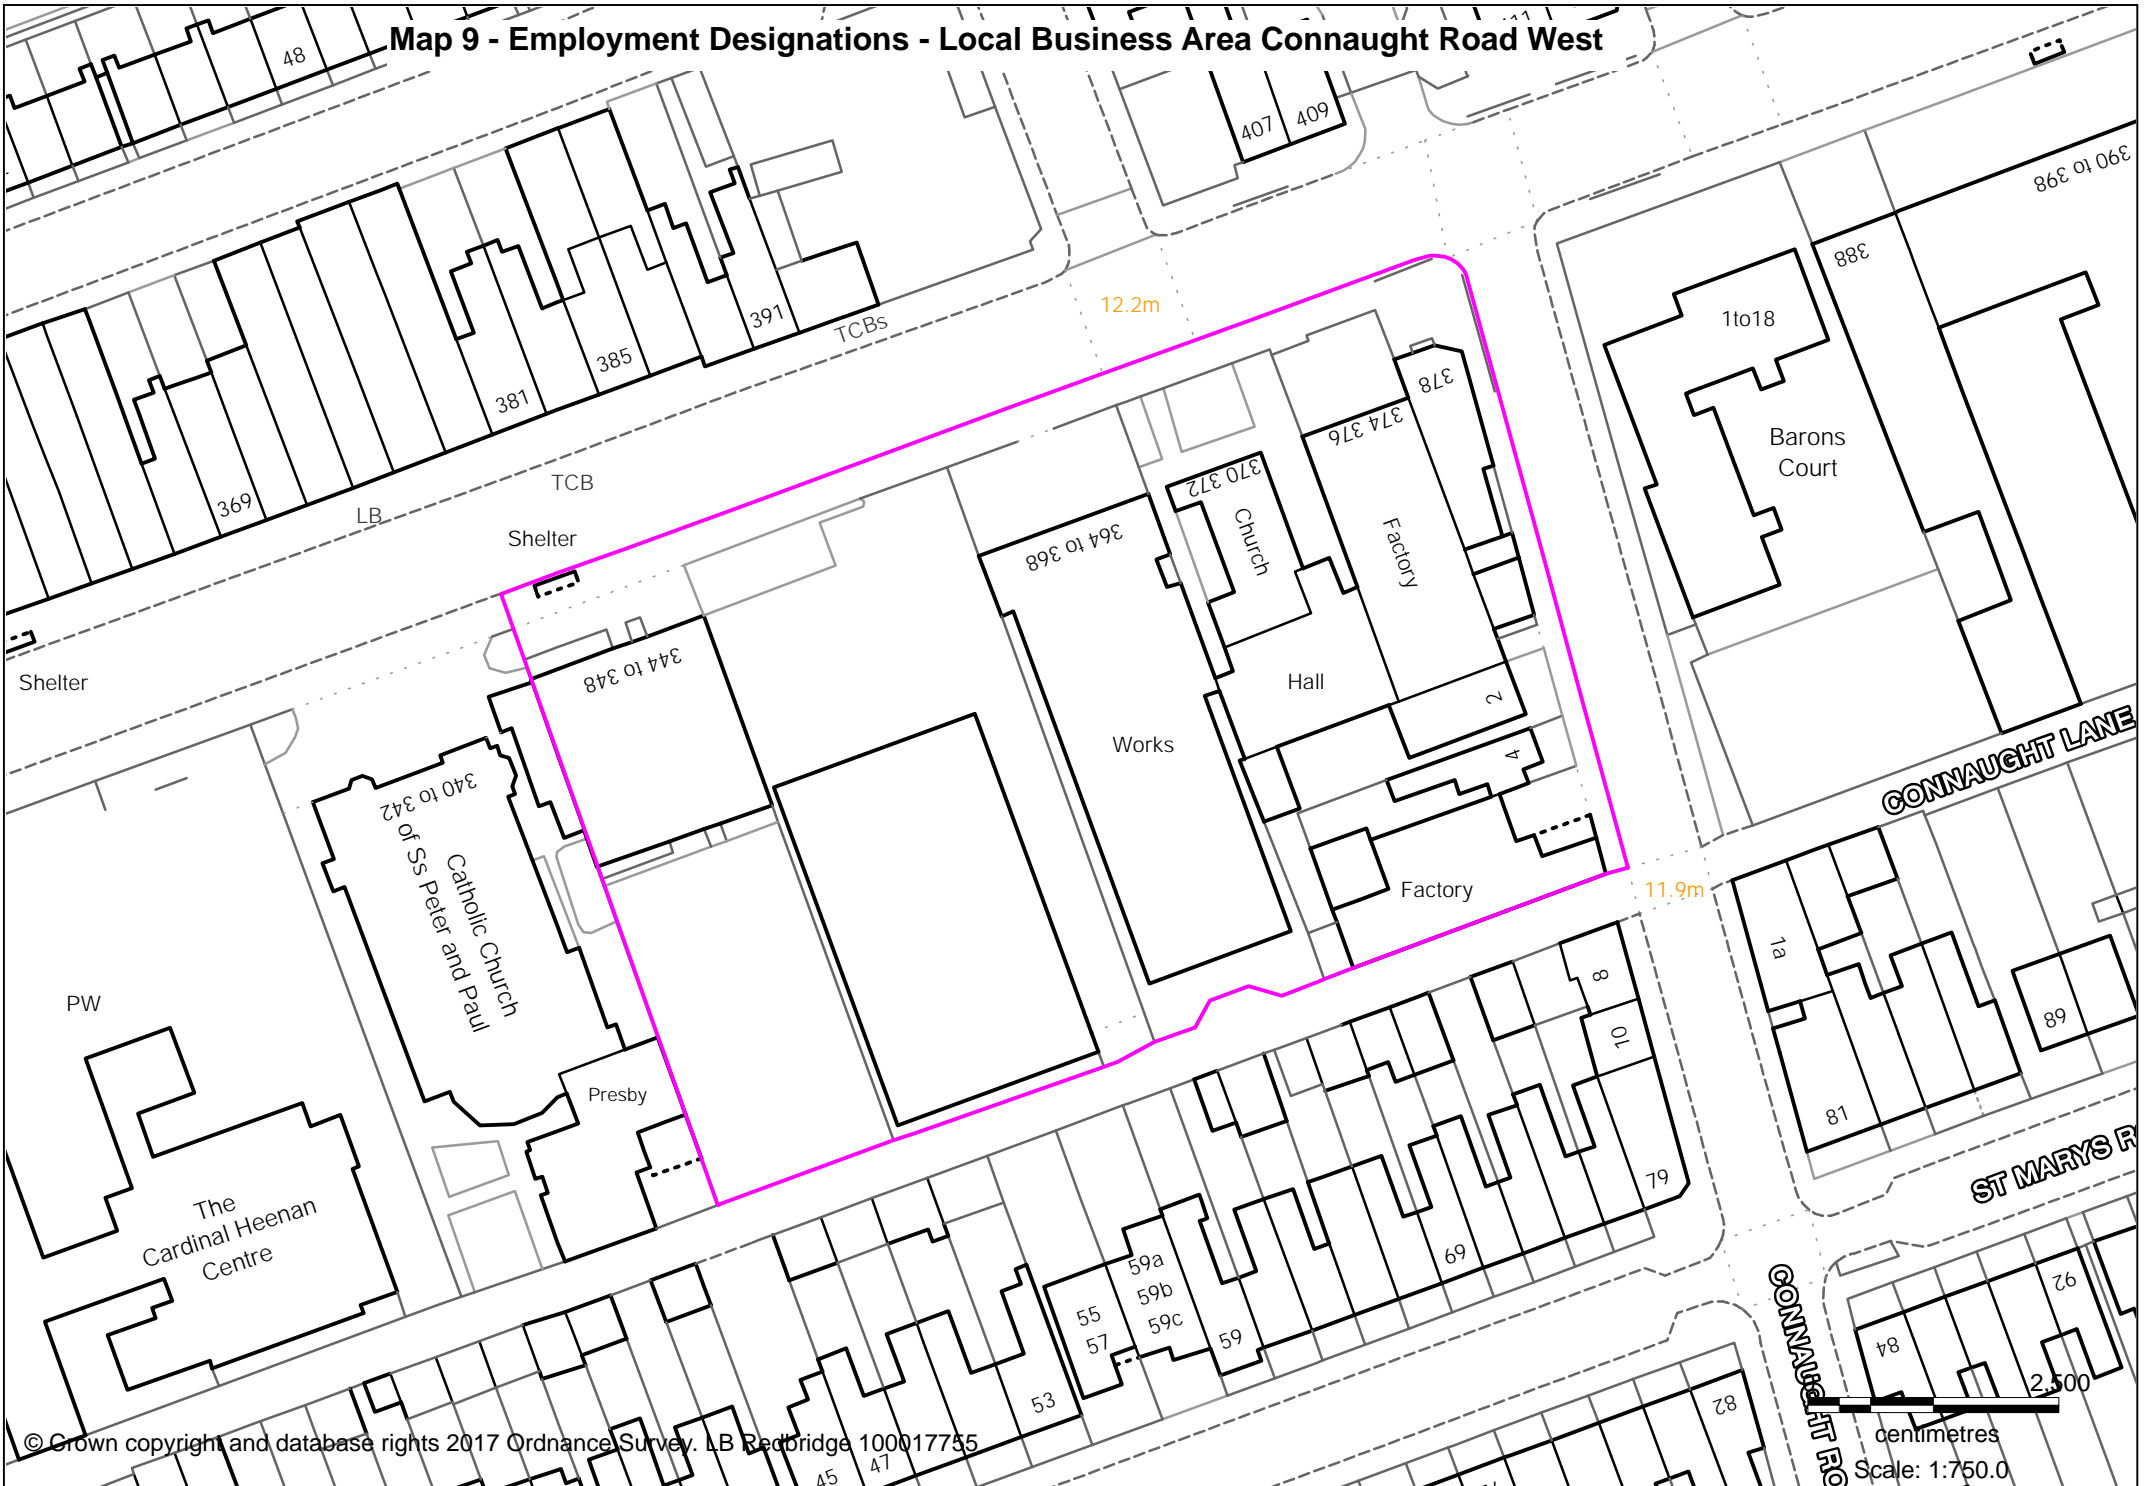 Map 9 - Employment Designations - Local Business Area Connaught Road West
48
407
409
390 to 398
388
1to18
Barons
Court
12.2m
391
TCBs
385
381
369
TCB
LB
Shelter
Shelter
378
374 376
370 372
Church
Factory
364 to 368
344 to 348
Hall
2
4
Works
Factory
340 to 342
Catholic Church
of Ss Peter and Paul
PW
Presby
The
Cardinal Heenan
Centre
CONNAUGHT LANE
11.9m
1a
8
10
89
81
79
69
ST MARYS R
59a
59b
59c
59
55
57
53
47
45
92
84
82
CONNAUGHT RO
2,500
centimetres
Scale: 1:750.0
© Crown copyright and database rights 2017 Ordnance Survey. LB Redbridge 100017755